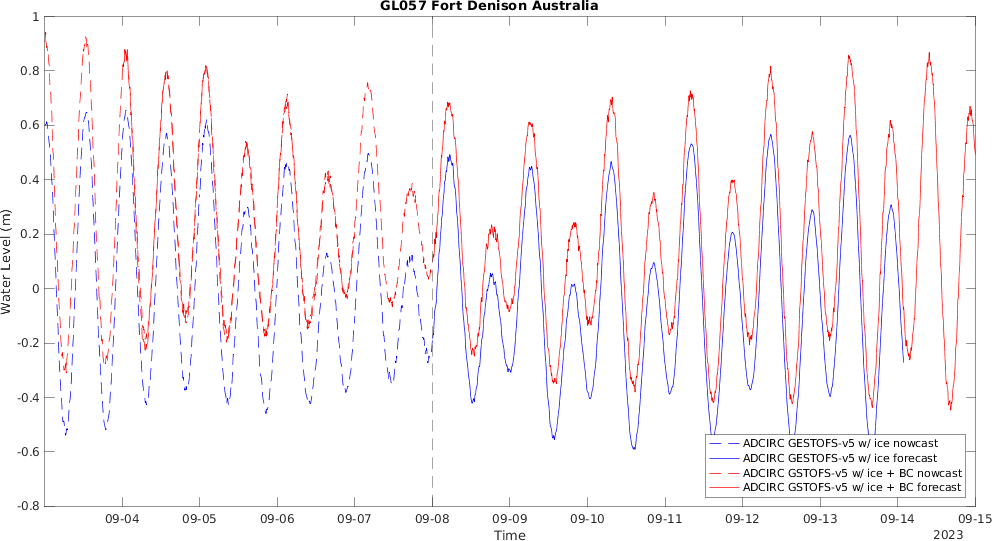 GL057 Fort Denison Australia
1
0.8
0.6
0.4
0.2
0
-0.2
-0.4
-0.6
-0.8
Water Level (m)
09-04 09-05 09-06 09-07 09-08 09-09 09-10 09-11 09-12 09-13 09-14 09-15
Time
2023
ADCIRC GESTOFS-v5 w/ ice nowcast
ADCIRC GESTOFS-v5 w/ ice forecast
ADCIRC GSTOFS-v5 w/ ice + BC nowcast
ADCIRC GSTOFS-v5 w/ ice + BC forecast